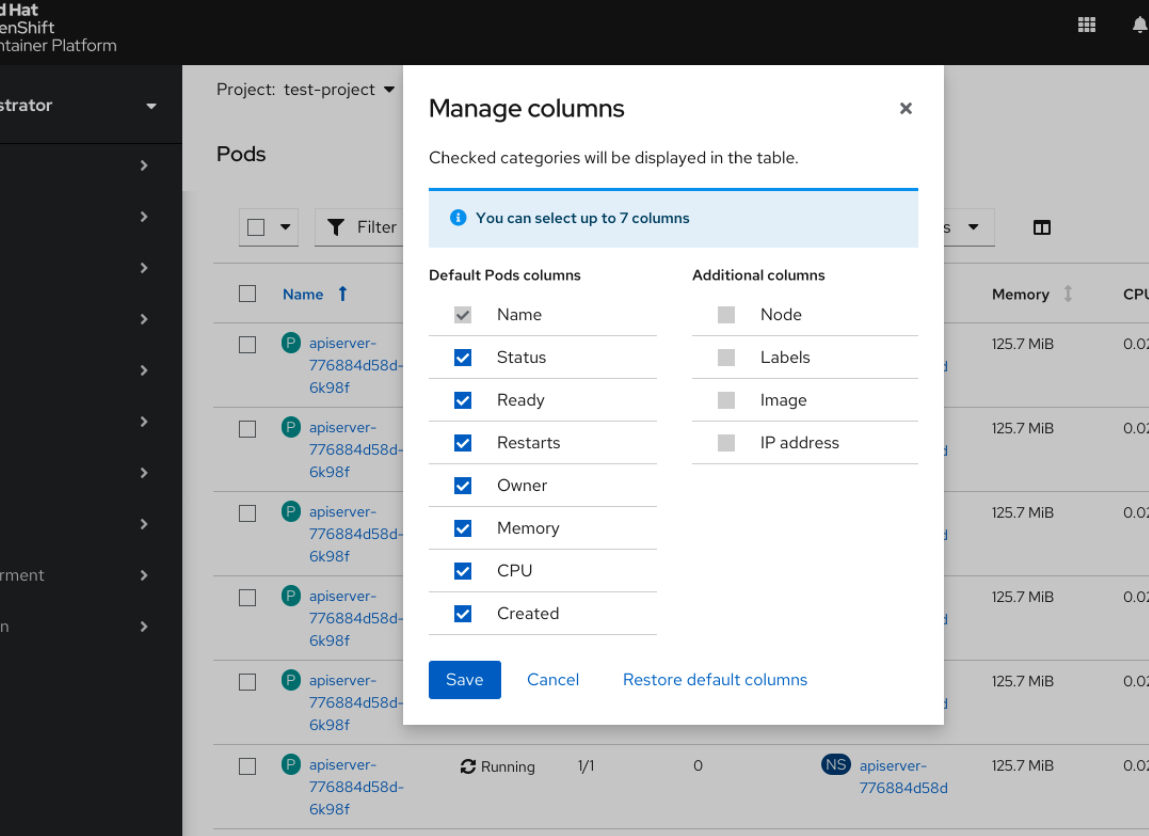 d Hat
enShift
ntainer Platform
strator
Project: test-project
Pods
Filter
s
Name
Memory
CPU
P apiserver-
776884d58d-
6k98f
125.7 MiB
0.02
P apiserver-
776884d58d-
6k98f
125.7 MiB
0.02
P apiserver-
776884d58d-
6k98f
125.7 MiB
0.02
P apiserver-
776884d58d-
6k98f
125.7 MiB
0.02
P apiserver-
776884d58d-
6k98f
125.7 MiB
0.02
P apiserver-
776884d58d-
6k98f
Running
1/1
0
NS apiserver-
776884d58d
125.7 MiB
0.02
rment
n
Manage columns
Checked categories will be displayed in the table.
You can select up to 7 columns
Default Pods columns
Name
Status
Ready
Restarts
Owner
Memory
CPU
Created
Additional columns
Node
Labels
Image
IP address
Save
Cancel
Restore default columns